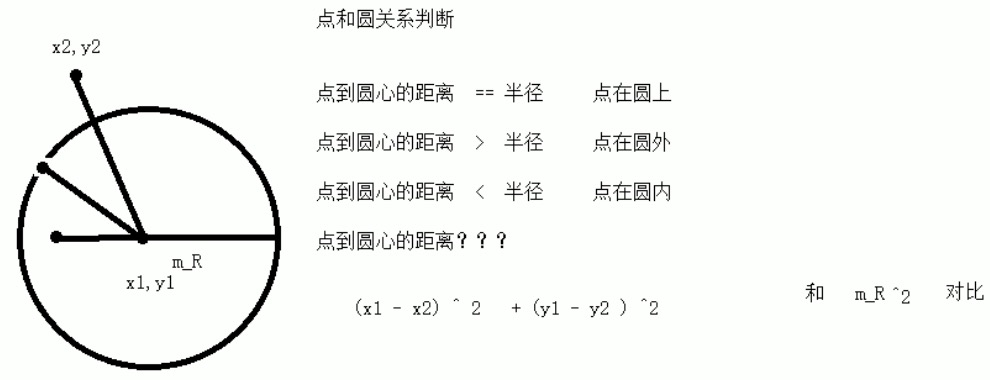 点和圆关系判断
x2,y2
点到圆心的距离 == 半径 点在圆上
点到圆心的距离 > 半径 点在圆外
点到圆心的距离 < 半径 点在圆内
点到圆心的距离？？？
m_R
x1,y1
(x1 - x2)^ 2 + (y1 - y2 ) ^2 和 m_R ^2 对比